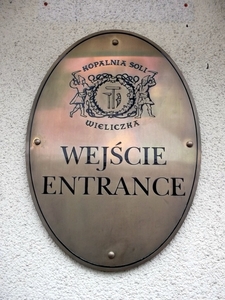 KOPALNIA SOLI
WIELICZKA
WEJŚCIE
ENTRANCE